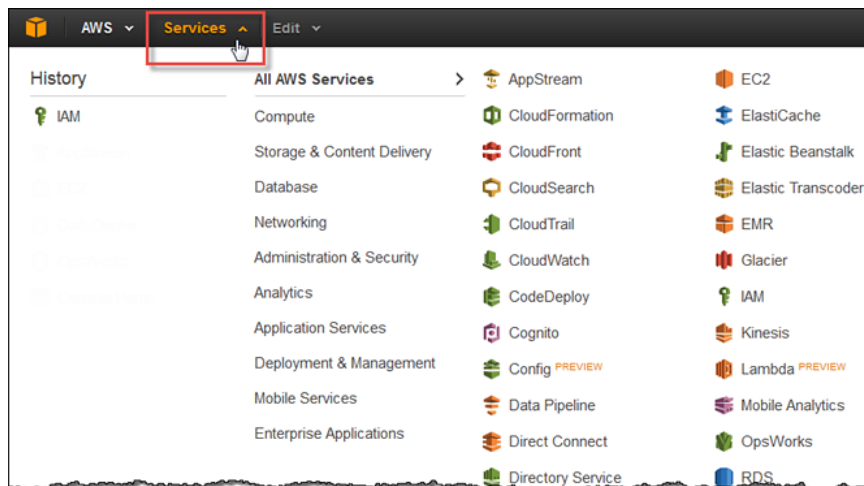 AWS Services Edit
History
IAM
All AWS Services
Compute
Storage & Content Delivery
Database
Networking
Administration & Security
Analytics
Application Services
Deployment & Management
Mobile Services
Enterprise Applications
AppStream
CloudFormation
CloudFront
CloudSearch
CloudTrail
CloudWatch
CodeDeploy
Cognito
Config PREVIEW
Data Pipeline
Direct Connect
Directory Service
EC2
ElastiCache
Elastic Beanstalk
Elastic Transcoder
EMR
Glacier
IAM
Kinesis
Lambda PREVIEW
Mobile Analytics
OpsWorks
RDS